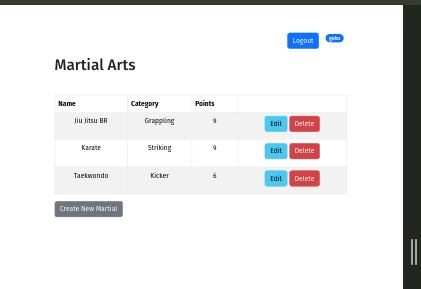 Logout goku
Martial Arts
Name Category Points
Jiu Jitsu BR Grappling 9 Edit Delete
Karate Striking 9 Edit Delete
Taekwondo Kicker 6 Edit Delete
Create New Martial